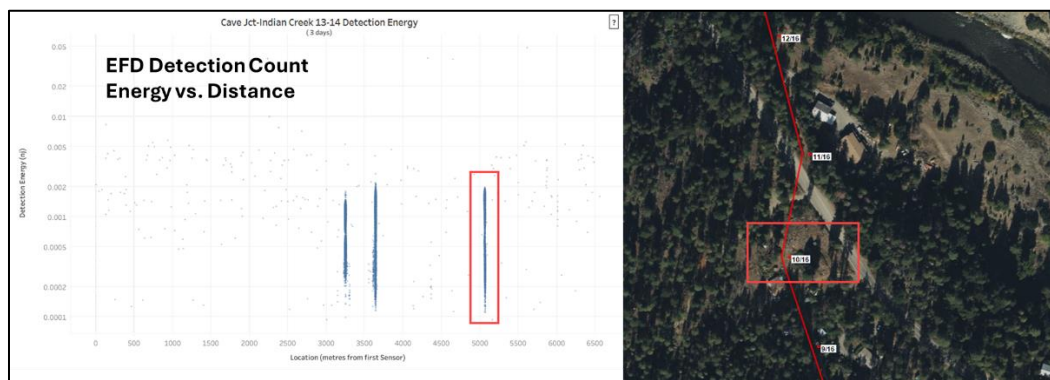 Cave Jct-Indian Creek 13-14 Detection Energy
(3 days)
?
EFD Detection Count
Energy vs. Distance
Detection Energy (nJ)
0.05
0.02
0.01
0.005
0.002
0.001
0.0005
0.0002
0.0001
0 500 1000 1500 2000 2500 3000 3500 4000 4500 5000 5500 6000 6500
Location (metres from first Sensor)
12/16
11/16
10/16
9/16